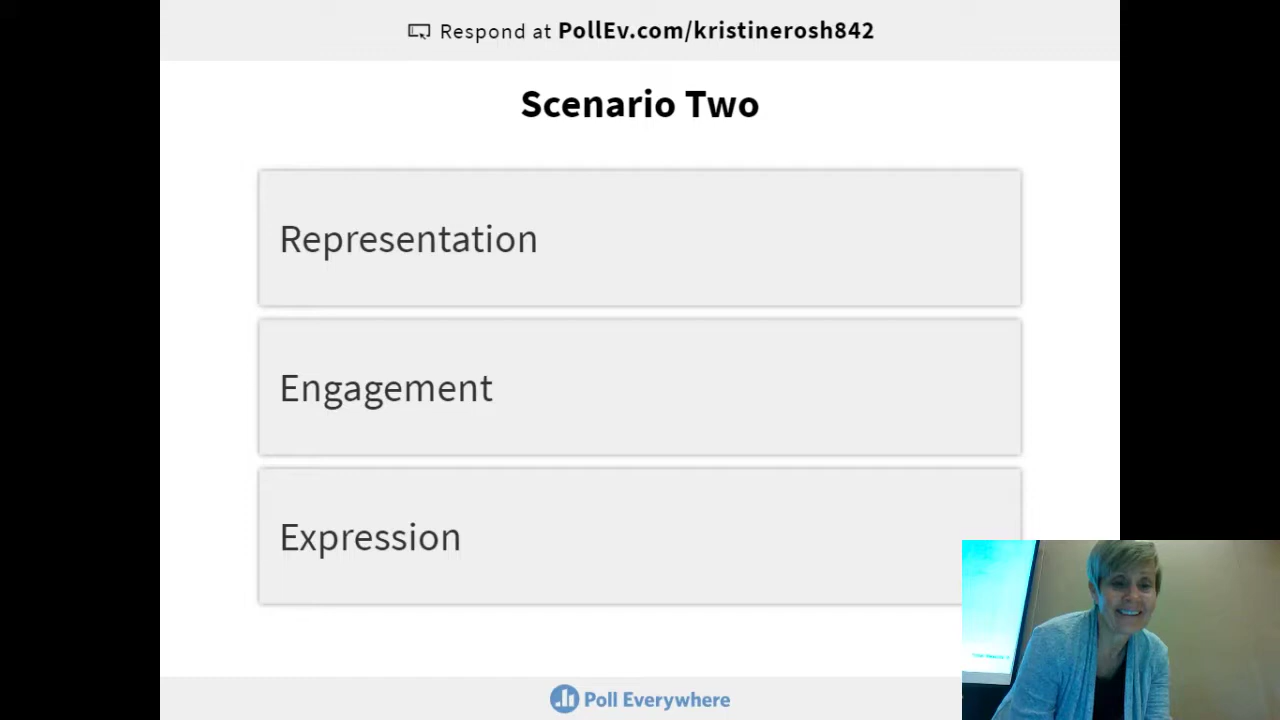 Respond at PollEv.com/kristinerosh842
Scenario Two
Representation
Engagement
Expression
Poll Everywhere